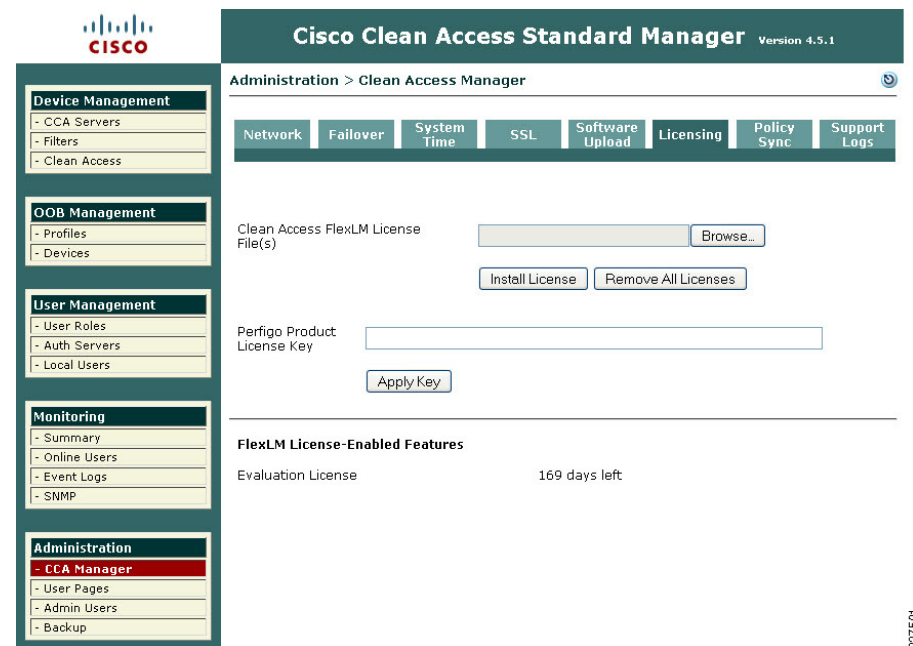 CISCO
Cisco Clean Access Standard Manager Version 4.5.1
Administration > Clean Access Manager
Device Management
- CCA Servers
- Filters
- Clean Access
OOB Management
- Profiles
- Devices
User Management
- User Roles
- Auth Servers
- Local Users
Monitoring
- Summary
- Online Users
- Event Logs
- SNMP
Administration
- CCA Manager
- User Pages
- Admin Users
- Backup
Network
Failover
System
Time
SSL
Software
Upload
Licensing
Policy
Sync
Support
Logs
Clean Access FlexLM License
File(s)
Browse...
Install License
Remove All Licenses
Perfigo Product
License Key
Apply Key
FlexLM License-Enabled Features
Evaluation License 169 days left